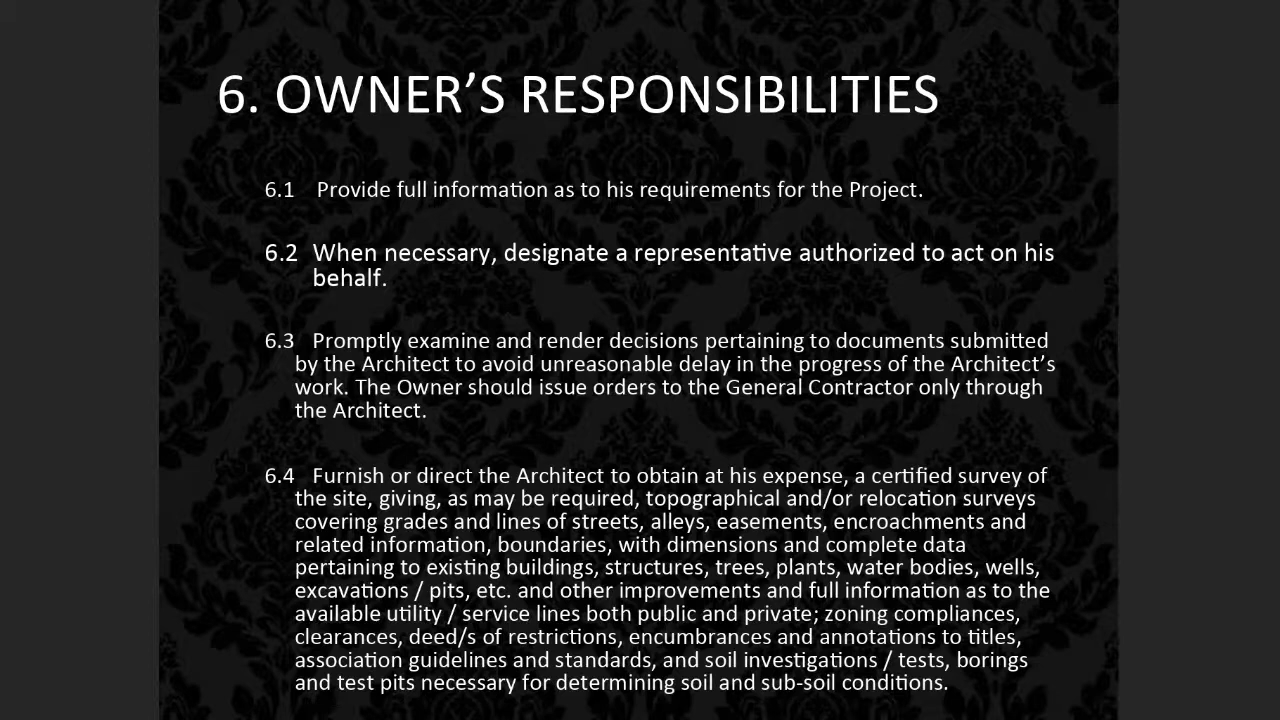 6. OWNER’S RESPONSIBILITIES
6.1 Provide full information as to his requirements for the Project.
6.2 When necessary, designate a representative authorized to act on his
behalf.
6.3 Promptly examine and render decisions pertaining to documents submitted
by the Architect to avoid unreasonable delay in the progress of the Architect’s
work. The Owner should issue orders to the General Contractor only through
the Architect.
6.4 Furnish or direct the Architect to obtain at his expense, a certified survey of
the site, giving, as may be required, topographical and/or relocation surveys
covering grades and lines of streets, alleys, easements, encroachments and
related information, boundaries, with dimensions and complete data
pertaining to existing buildings, structures, trees, plants, water bodies, wells,
excavations / pits, etc. and other improvements and full information as to the
available utility / service lines both public and private; zoning compliances,
clearances, deed/s of restrictions, encumbrances and annotations to titles,
association guidelines and standards, and soil investigations / tests, borings
and test pits necessary for determining soil and sub-soil conditions.